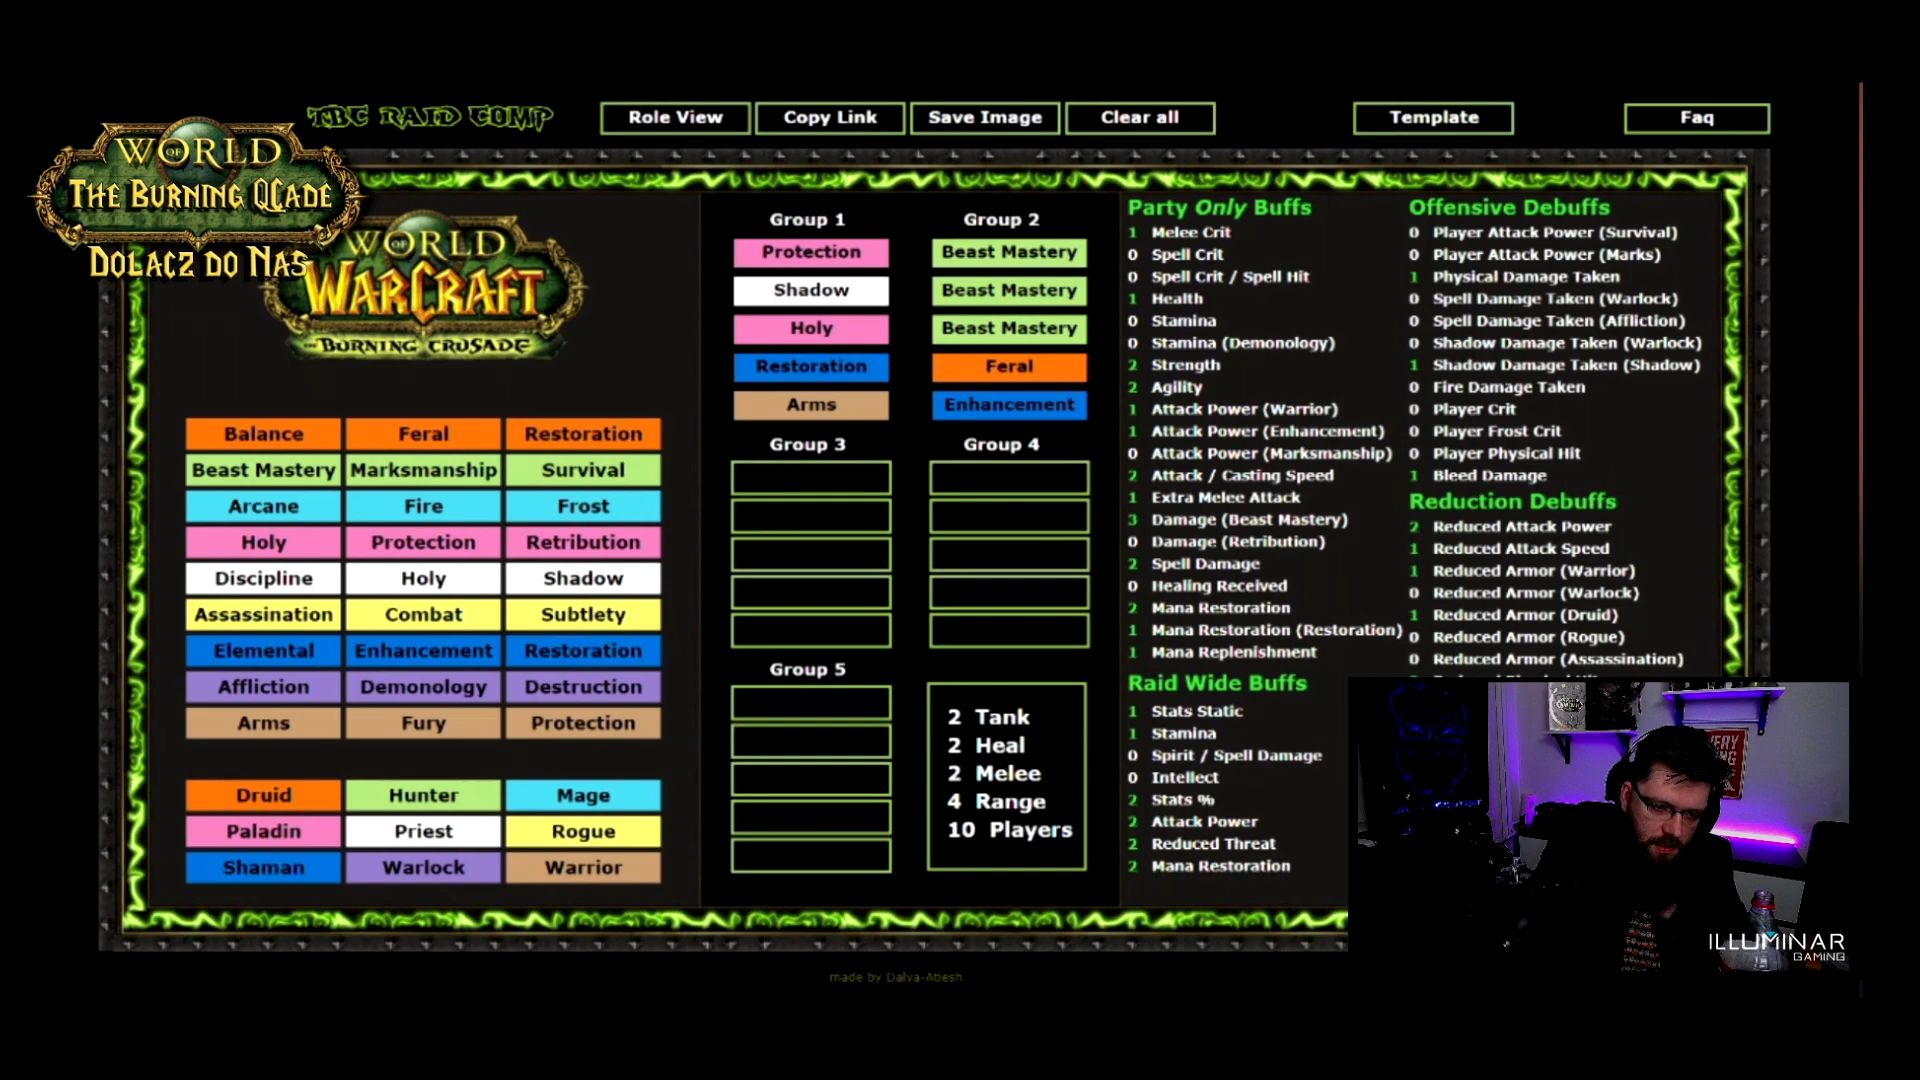 TBC RAID COMP
Role View
Copy Link
Save Image
Clear all
Template
Faq
WORLD
OF
THE BURNING QCADE
DOLACZ DO NAS
WORLD
OF
WARCRAFT
BURNING CRUSADE
Balance
Feral
Restoration
Beast Mastery
Marksmanship
Survival
Arcane
Fire
Frost
Holy
Protection
Retribution
Discipline
Holy
Shadow
Assassination
Combat
Subtlety
Elemental
Enhancement
Restoration
Affliction
Demonology
Destruction
Arms
Fury
Protection
Druid
Hunter
Mage
Paladin
Priest
Rogue
Shaman
Warlock
Warrior
Group 1
Protection
Shadow
Holy
Restoration
Arms
Group 2
Beast Mastery
Beast Mastery
Beast Mastery
Feral
Enhancement
Group 3
Group 4
Group 5
2 Tank
2 Heal
2 Melee
4 Range
10 Players
Party Only Buffs
1 Melee Crit
0 Spell Crit
0 Spell Crit / Spell Hit
1 Health
0 Stamina
0 Stamina (Demonology)
2 Strength
2 Agility
1 Attack Power (Warrior)
1 Attack Power (Enhancement)
0 Attack Power (Marksmanship)
2 Attack / Casting Speed
1 Extra Melee Attack
3 Damage (Beast Mastery)
0 Damage (Retribution)
2 Spell Damage
0 Healing Received
2 Mana Restoration
1 Mana Restoration (Restoration)
1 Mana Replenishment
Raid Wide Buffs
1 Stats Static
1 Stamina
0 Spirit / Spell Damage
0 Intellect
2 Stats %
2 Attack Power
2 Reduced Threat
2 Mana Restoration
Offensive Debuffs
0 Player Attack Power (Survival)
0 Player Attack Power (Marks)
1 Physical Damage Taken
0 Spell Damage Taken (Warlock)
0 Spell Damage Taken (Affliction)
0 Shadow Damage Taken (Warlock)
1 Shadow Damage Taken (Shadow)
0 Fire Damage Taken
0 Player Crit
0 Player Frost Crit
0 Player Physical Hit
1 Bleed Damage
Reduction Debuffs
2 Reduced Attack Power
1 Reduced Attack Speed
1 Reduced Armor (Warrior)
0 Reduced Armor (Warlock)
1 Reduced Armor (Druid)
0 Reduced Armor (Rogue)
0 Reduced Armor (Assassination)
ILLUMINAR
GAMING
made by Dalya-Atiesh